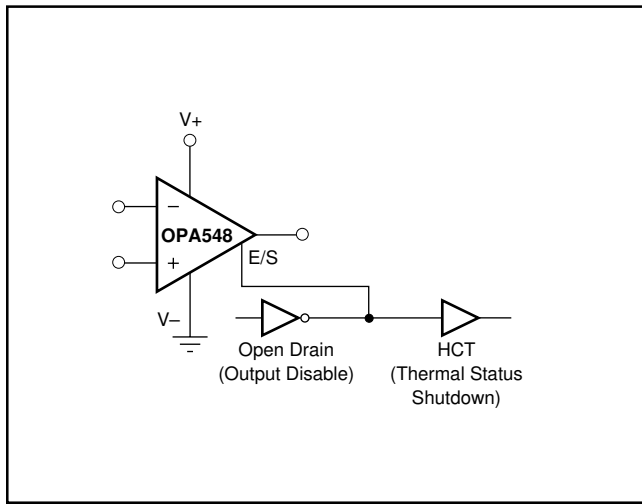 V+
−
OPA548
+
E/S
V–
Open Drain
(Output Disable)
HCT
(Thermal Status
Shutdown)